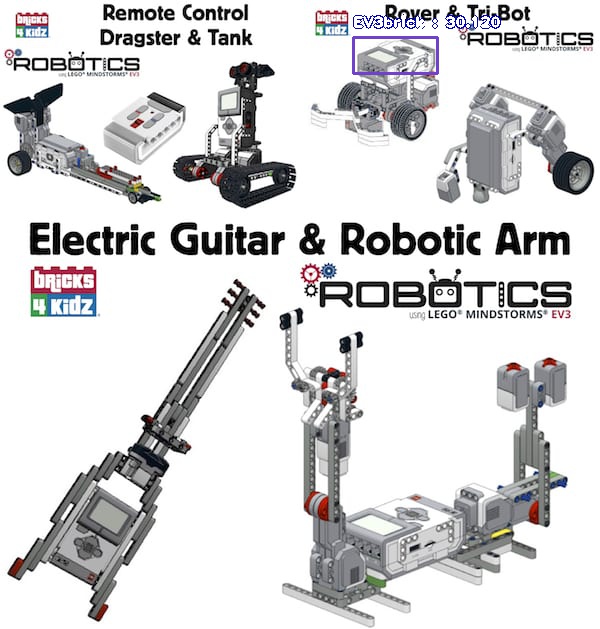 Remote Control
Dragster & Tank
BRICKS
4 KIDZ
ROBOTICS
using LEGO® MINDSTORMS® EV3
EV3brick : 30,120
Rover & Tri-Bot
BRICKS
4 KIDZ
ROBOTICS
using LEGO® MINDSTORMS® EV3
Electric Guitar & Robotic Arm
BRICKS
4 KIDZ
ROBOTICS
using LEGO® MINDSTORMS® EV3